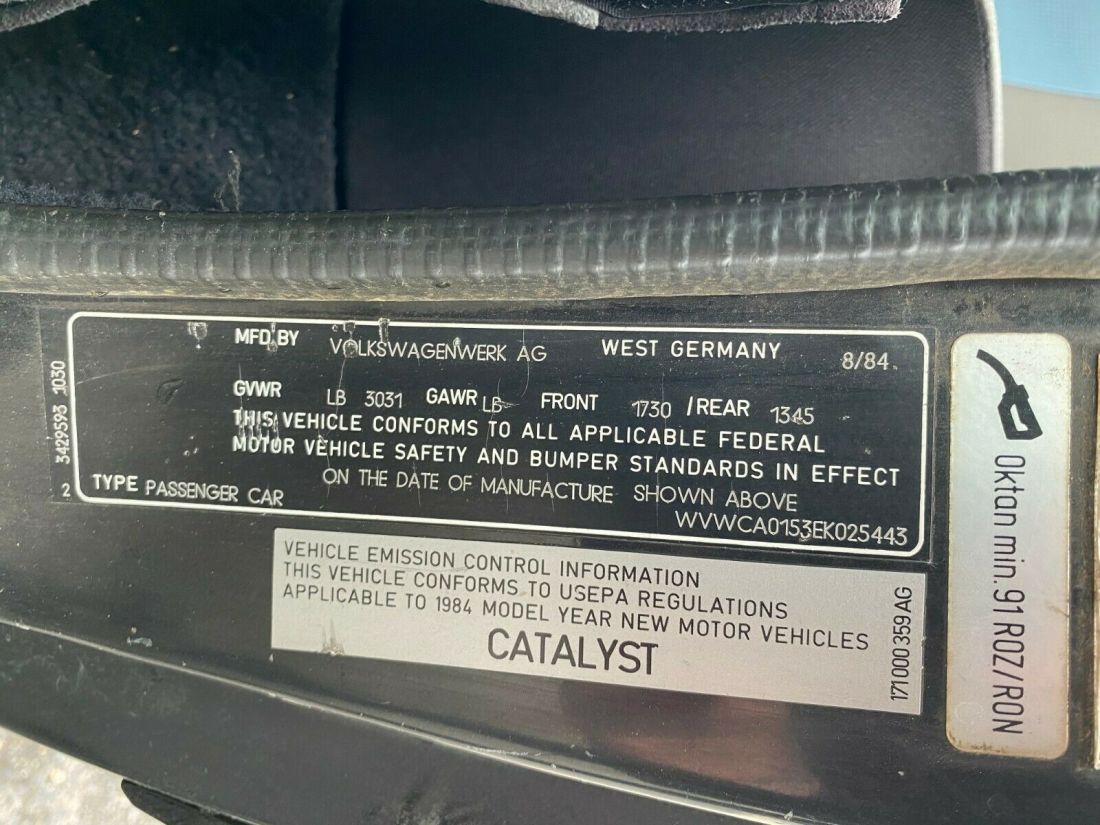 MFD.BY VOLKSWAGENWERK AG WEST GERMANY 8/84
GVWR LB 3031 GAWR LB FRONT 1730 /REAR 1345
THIS VEHICLE CONFORMS TO ALL APPLICABLE FEDERAL
MOTOR VEHICLE SAFETY AND BUMPER STANDARDS IN EFFECT
ON THE DATE OF MANUFACTURE SHOWN ABOVE
TYPE PASSENGER CAR WVWCA0153EK025443
2 3429593 1030
VEHICLE EMISSION CONTROL INFORMATION
THIS VEHICLE CONFORMS TO USEPA REGULATIONS
APPLICABLE TO 1984 MODEL YEAR NEW MOTOR VEHICLES
CATALYST
171 000 359 AG
Oktan min. 91 ROZ/RON